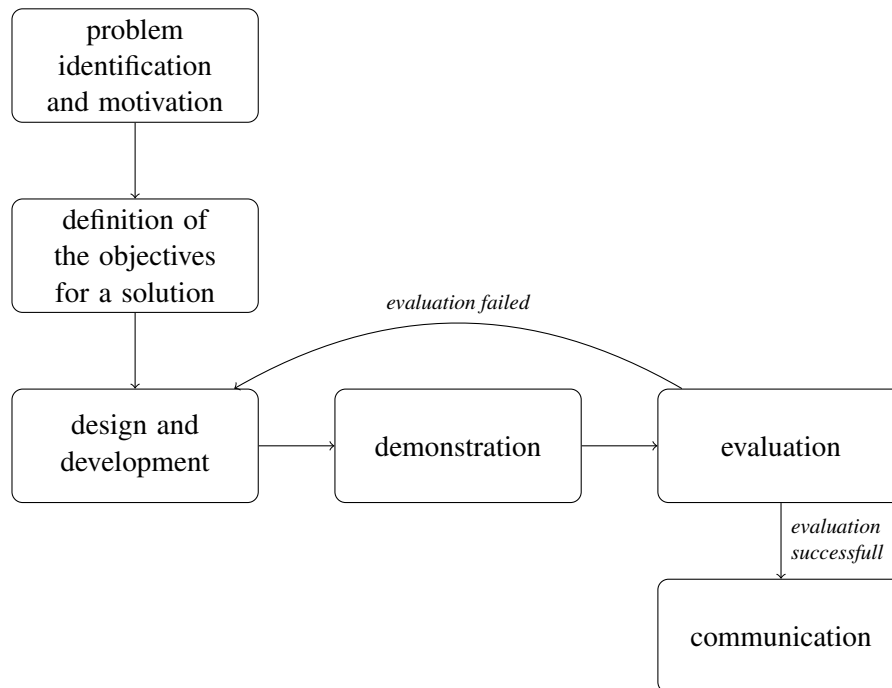 problem
identification
and motivation
definition of
the objectives
for a solution
evaluation failed
design and
development
demonstration
evaluation
evaluation
successfull
communication